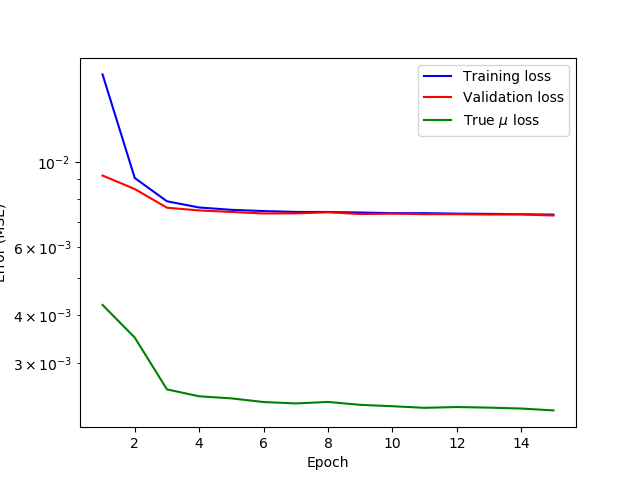 Training loss
Validation loss
True μ loss
10⁻²
6 × 10⁻³
4 × 10⁻³
3 × 10⁻³
(MSE)
2 4 6 8 10 12 14
Epoch